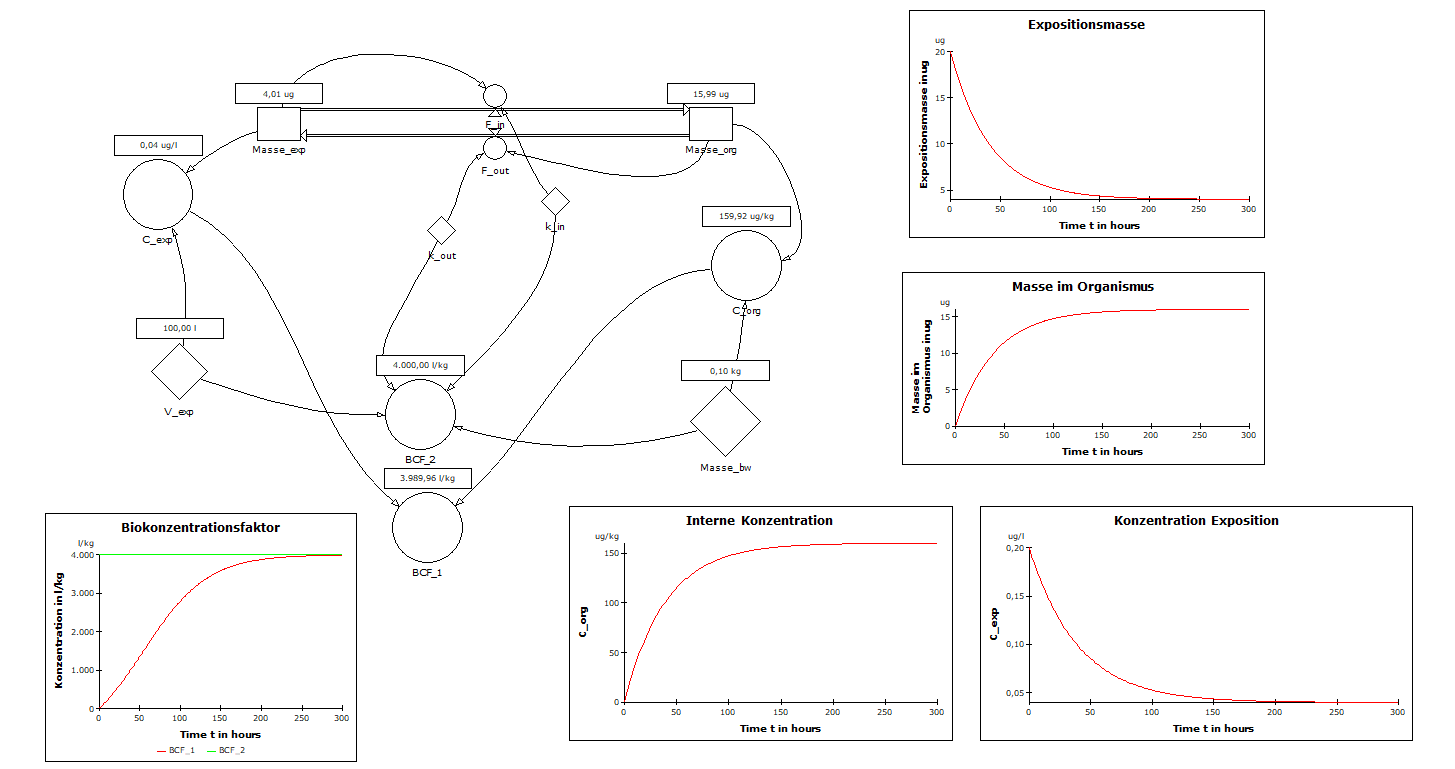 4,01 ug
Masse_exp
15,99 ug
Masse_org
F_in
F_out
0,04 ug/l
C_exp
k_in
k_out
159,92 ug/kg
C_org
100,00 l
V_exp
4.000,00 l/kg
BCF_2
0,10 kg
Masse_bw
3.989,96 l/kg
BCF_1
Expositionsmasse
ug
Expositionsmasse inug
20
15
10
5
0 50 100 150 200 250 300
Time t in hours
Masse im Organismus
ug
Masse im
Organismus inug
15
10
5
0
0 50 100 150 200 250 300
Time t in hours
Biokonzentrationsfaktor
l/kg
Konzentration in l/kg
4.000
3.000
2.000
1.000
0
0 50 100 150 200 250 300
Time t in hours
BCF_1 BCF_2
Interne Konzentration
ug/kg
C_org
150
100
50
0
0 50 100 150 200 250 300
Time t in hours
Konzentration Exposition
ug/l
C_exp
0,20
0,15
0,10
0,05
0 50 100 150 200 250 300
Time t in hours